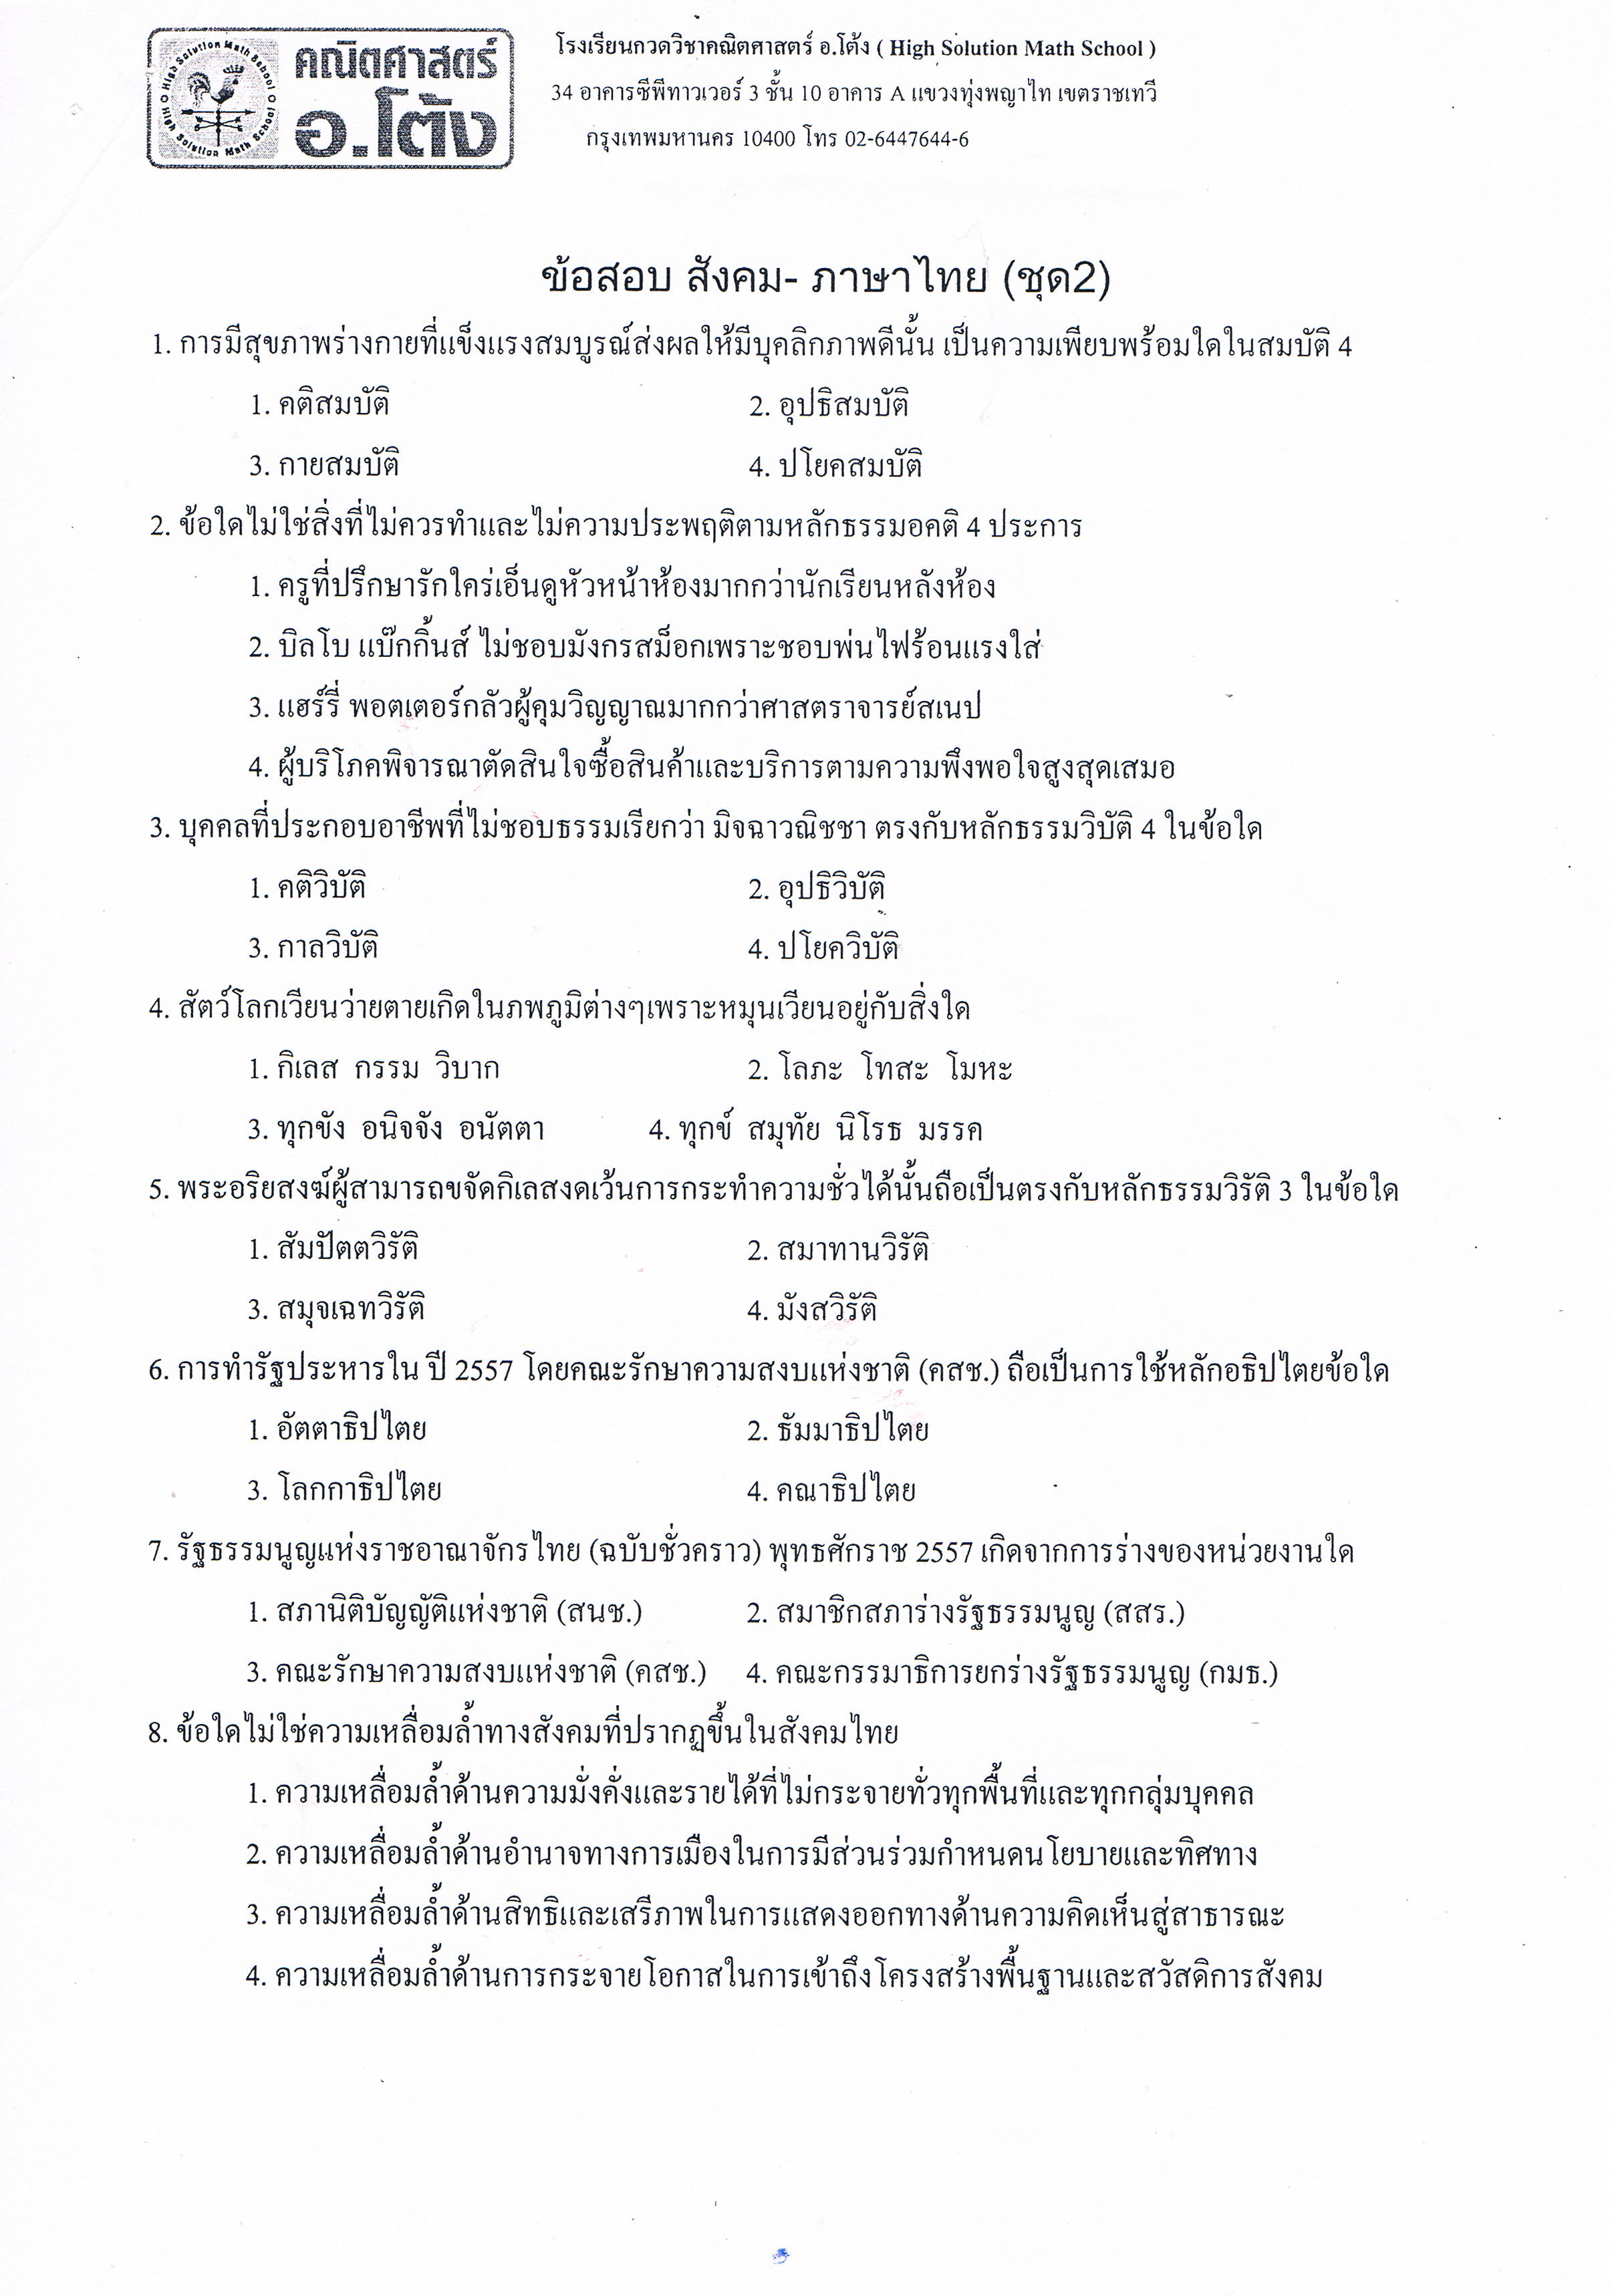 High Solution Math School O High Solution Math School O
คณิตศาสตร์
อ.โต้ง
โรงเรียนกวดวิชาคณิตศาสตร์ อ.โต้ง ( High Solution Math School )
34 อาคารซีพีทาวเวอร์ 3 ชั้น 10 อาคาร A แขวงทุ่งพญาไท เขตราชเทวี
กรุงเทพมหานคร 10400 โทร 02-6447644-6
ข้อสอบ สังคม- ภาษาไทย (ชุด2)
1. การมีสุขภาพร่างกายที่แข็งแรงสมบูรณ์ส่งผลให้มีบุคลิกภาพดีนั้น เป็นความเพียบพร้อมใดในสมบัติ 4
1. คติสมบัติ 2. อุปธิสมบัติ
3. กายสมบัติ 4. ปโยคสมบัติ
2. ข้อใดไม่ใช่สิ่งที่ไม่ควรทำและไม่ความประพฤติตามหลักธรรมอคติ 4 ประการ
1. ครูที่ปรึกษารักใคร่เอ็นดูหัวหน้าห้องมากกว่านักเรียนหลังห้อง
2. บิลโบ แบ๊กกิ้นส์ ไม่ชอบมังกรสม็อกเพราะชอบพ่นไฟร้อนแรงใส่
3. แฮร์รี่ พอตเตอร์กลัวผู้คุมวิญญาณมากกว่าศาสตราจารย์สเนป
4. ผู้บริโภคพิจารณาตัดสินใจซื้อสินค้าและบริการตามความพึงพอใจสูงสุดเสมอ
3. บุคคลที่ประกอบอาชีพที่ไม่ชอบธรรมเรียกว่า มิจฉาวณิชชา ตรงกับหลักธรรมวิบัติ 4 ในข้อใด
1. คติวิบัติ 2. อุปธิวิบัติ
3. กาลวิบัติ 4. ปโยควิบัติ
4. สัตว์โลกเวียนว่ายตายเกิดในภพภูมิต่างๆเพราะหมุนเวียนอยู่กับสิ่งใด
1. กิเลส กรรม วิบาก 2. โลภะ โทสะ โมหะ
3. ทุกขัง อนิจจัง อนัตตา 4. ทุกข์ สมุทัย นิโรธ มรรค
5. พระอริยสงฆ์ผู้สามารถขจัดกิเลสงดเว้นการกระทำความชั่วได้นั้นถือเป็นตรงกับหลักธรรมวิรัติ 3 ในข้อใด
1. สัมปัตตวิรัติ 2. สมาทานวิรัติ
3. สมุจเฉทวิรัติ 4. มังสวิรัติ
6. การทำรัฐประหารใน ปี 2557 โดยคณะรักษาความสงบแห่งชาติ (คสช.) ถือเป็นการใช้หลักอธิปไตยข้อใด
1. อัตตาธิปไตย 2. ธัมมาธิปไตย
3. โลกกาธิปไตย 4. คณาธิปไตย
7. รัฐธรรมนูญแห่งราชอาณาจักรไทย (ฉบับชั่วคราว) พุทธศักราช 2557 เกิดจากการร่างของหน่วยงานใด
1. สภานิติบัญญัติแห่งชาติ (สนช.) 2. สมาชิกสภาร่างรัฐธรรมนูญ (สสร.)
3. คณะรักษาความสงบแห่งชาติ (คสช.) 4. คณะกรรมาธิการยกร่างรัฐธรรมนูญ (กมธ.)
8. ข้อใดไม่ใช่ความเหลื่อมล้ำทางสังคมที่ปรากฏขึ้นในสังคมไทย
1. ความเหลื่อมล้ำด้านความมั่งคั่งและรายได้ที่ไม่กระจายทั่วทุกพื้นที่และทุกกลุ่มบุคคล
2. ความเหลื่อมล้ำด้านอำนาจทางการเมืองในการมีส่วนร่วมกำหนดนโยบายและทิศทาง
3. ความเหลื่อมล้ำด้านสิทธิและเสรีภาพในการแสดงออกทางด้านความคิดเห็นสู่สาธารณะ
4. ความเหลื่อมล้ำด้านการกระจายโอกาสในการเข้าถึงโครงสร้างพื้นฐานและสวัสดิการสังคม